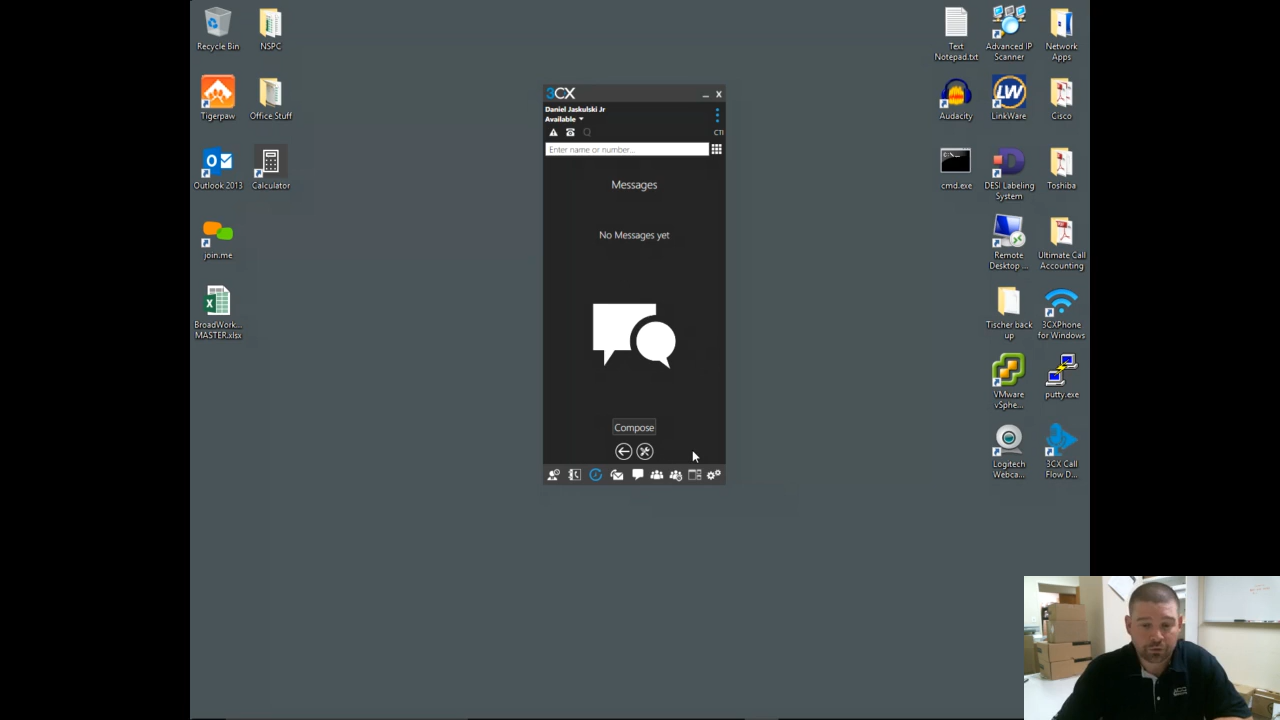 Recycle Bin
NSPC
Tigerpaw
Office Stuff
Outlook 2013
Calculator
join.me
BroadWork...
MASTER.xlsx
3CX
Daniel Jaskulski Jr
Available
CTI
Enter name or number...
Messages
No Messages yet
Compose
Text
Notepad.txt
Advanced IP
Scanner
Network
Apps
Audacity
LW
LinkWare
Cisco
cmd.exe
DESI Labeling
System
Toshiba
Remote
Desktop ...
Ultimate Call
Accounting
Tischer back
up
3CXPhone
for Windows
VMware
vSphe...
putty.exe
Logitech
Webca...
3CX Call
Flow D...